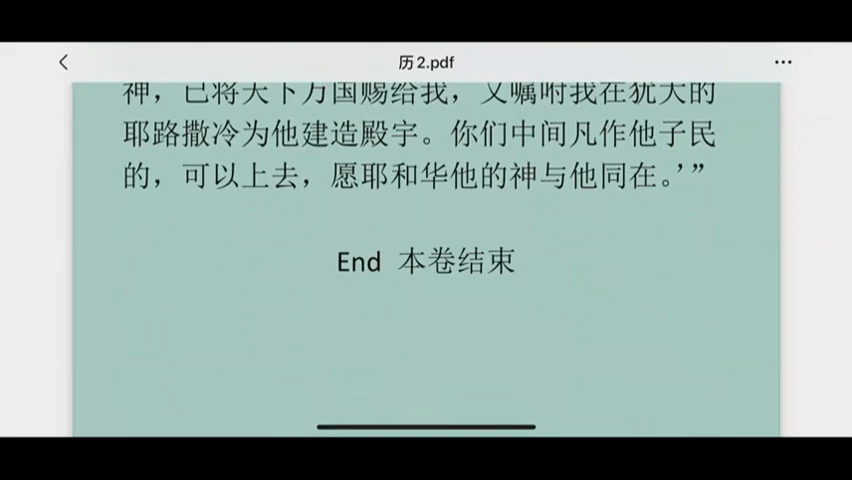 历2.pdf
神，已将天下万国赐给我，又嘱咐我在犹大的
耶路撒冷为他建造殿宇。你们中间凡作他子民
的，可以上去，愿耶和华他的神与他同在。’”
End 本卷结束